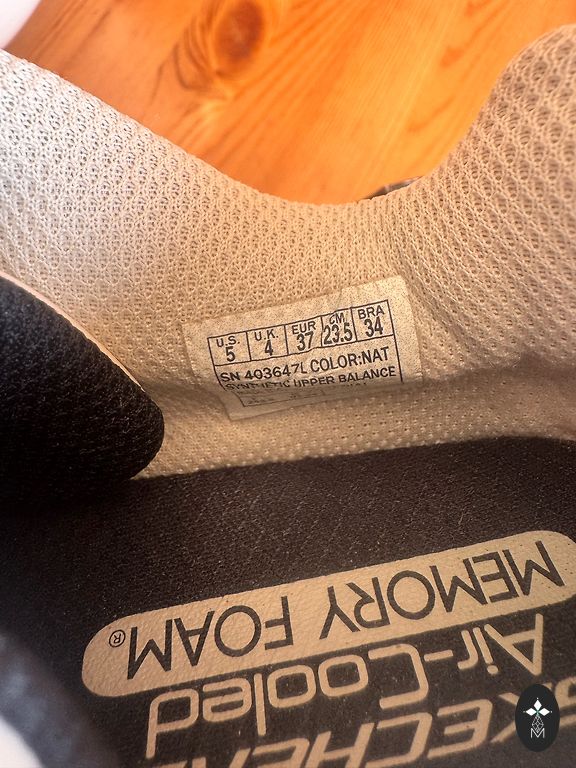 U.S. U.K. EUR CM BRA
5 4 37 23.5 34
SN 403647L COLOR:NAT
SYNTHETIC UPPER BALANCE
MEMORY FOAM®
Air-Cooled
SKECHERS